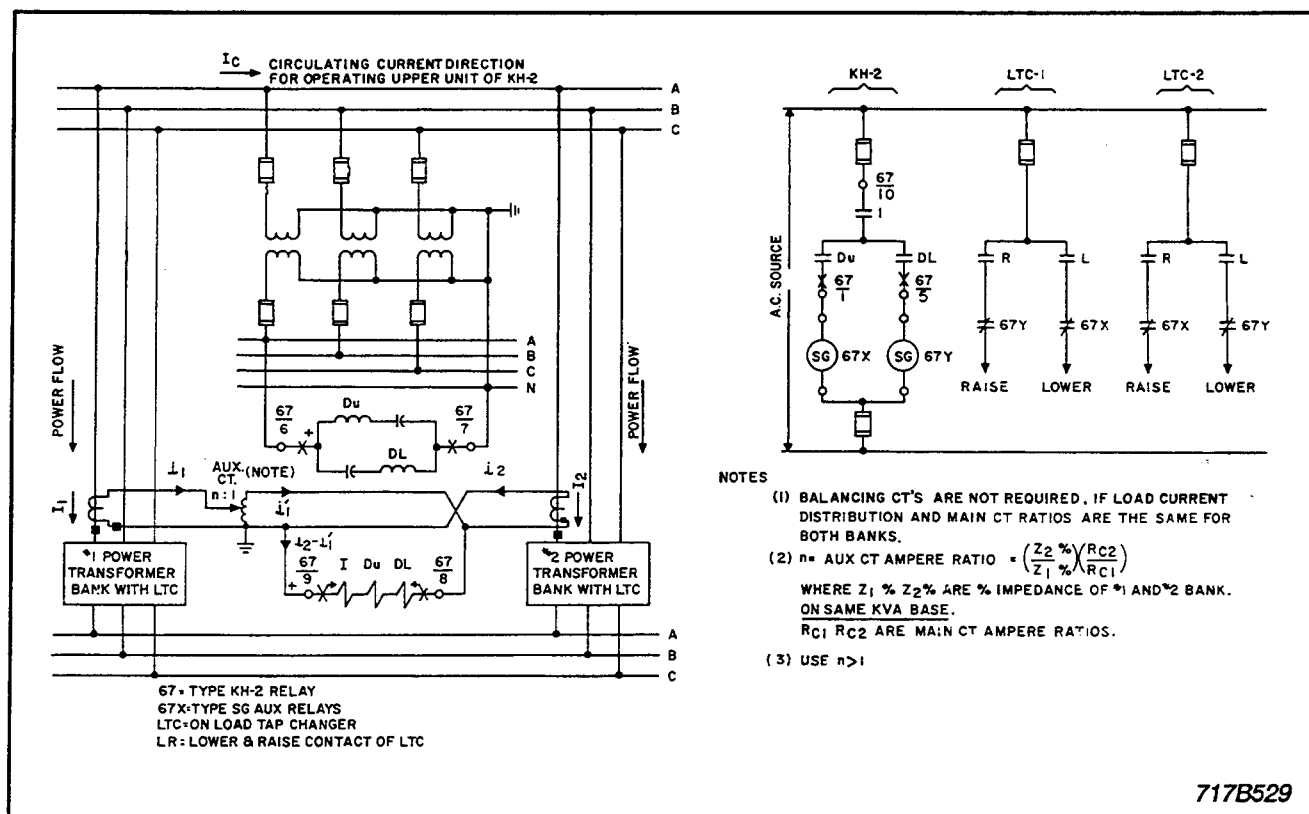 I_C
CIRCULATING CURRENT DIRECTION
FOR OPERATING UPPER UNIT OF KH-2
A
B
C
A
B
C
N
POWER FLOW
POWER FLOW
67/6
+
Du
DL
67/7
i1
AUX. (NOTE)
CT.
n:1
i'1
i2
I1
I2
i2-i'1
67/9
+
I Du DL
67/8
#1 POWER
TRANSFORMER
BANK WITH LTC
#2 POWER
TRANSFORMER
BANK WITH LTC
A
B
C
67= TYPE KH-2 RELAY
67X=TYPE SG AUX RELAYS
LTC=ON LOAD TAP CHANGER
LR= LOWER & RAISE CONTACT OF LTC
KH-2
LTC-1
LTC-2
A.C. SOURCE
67/10
I
Du
DL
67/1
67/5
SG 67X
SG 67Y
R
L
67Y
67X
RAISE
LOWER
R
L
67X
67Y
RAISE
LOWER
NOTES
(1) BALANCING CT'S ARE NOT REQUIRED, IF LOAD CURRENT
DISTRIBUTION AND MAIN CT RATIOS ARE THE SAME FOR
BOTH BANKS.
(2) n= AUX CT AMPERE RATIO = (Z2 %/Z1 %)(RC2/RC1)
WHERE Z1 % Z2% ARE % IMPEDANCE OF #1 AND #2 BANK.
ON SAME KVA BASE.
RC1 RC2 ARE MAIN CT AMPERE RATIOS.
(3) USE n>1
717B529